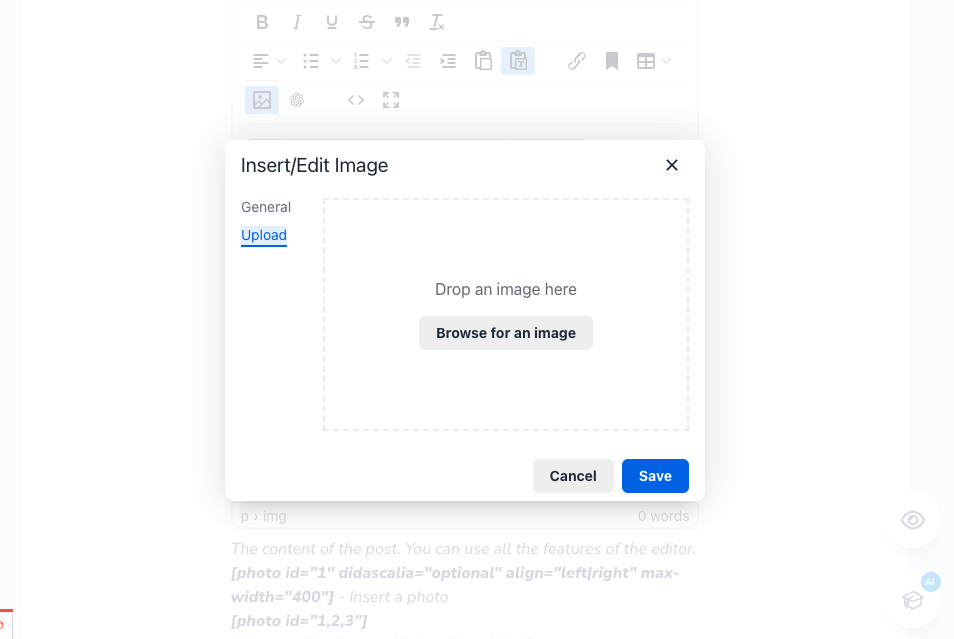 Insert/Edit Image
General
Upload
Drop an image here
Browse for an image
Cancel
Save
p › img
0 words
The content of the post. You can use all the features of the editor.
[photo id="1" didascalia="optional" align="left|right" max-
width="400"] - Insert a photo
[photo id="1,2,3"]
AI